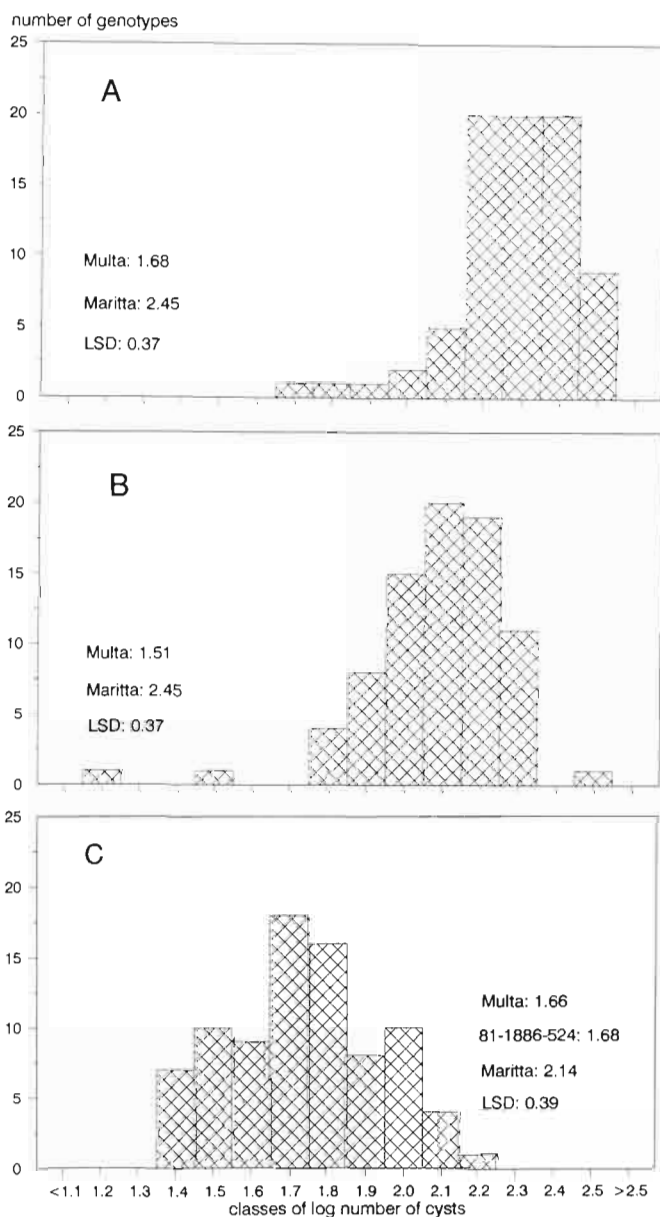 number of genotypes
25
A
20
15
10
Multa: 1.68
Maritta: 2.45
5
LSD: 0.37
0
25
B
20
15
10
Multa: 1.51
Maritta: 2.45
5
LSD: 0.37
0
25
C
20
15
Multa: 1.66
81-1886-524: 1.68
10
Maritta: 2.14
LSD: 0.39
5
0
<1.1 1.2 1.3 1.4 1.5 1.6 1.7 1.8 1.9 2.0 2.1 2.2 2.3 2.4 2.5 >2.5
classes of log number of cysts